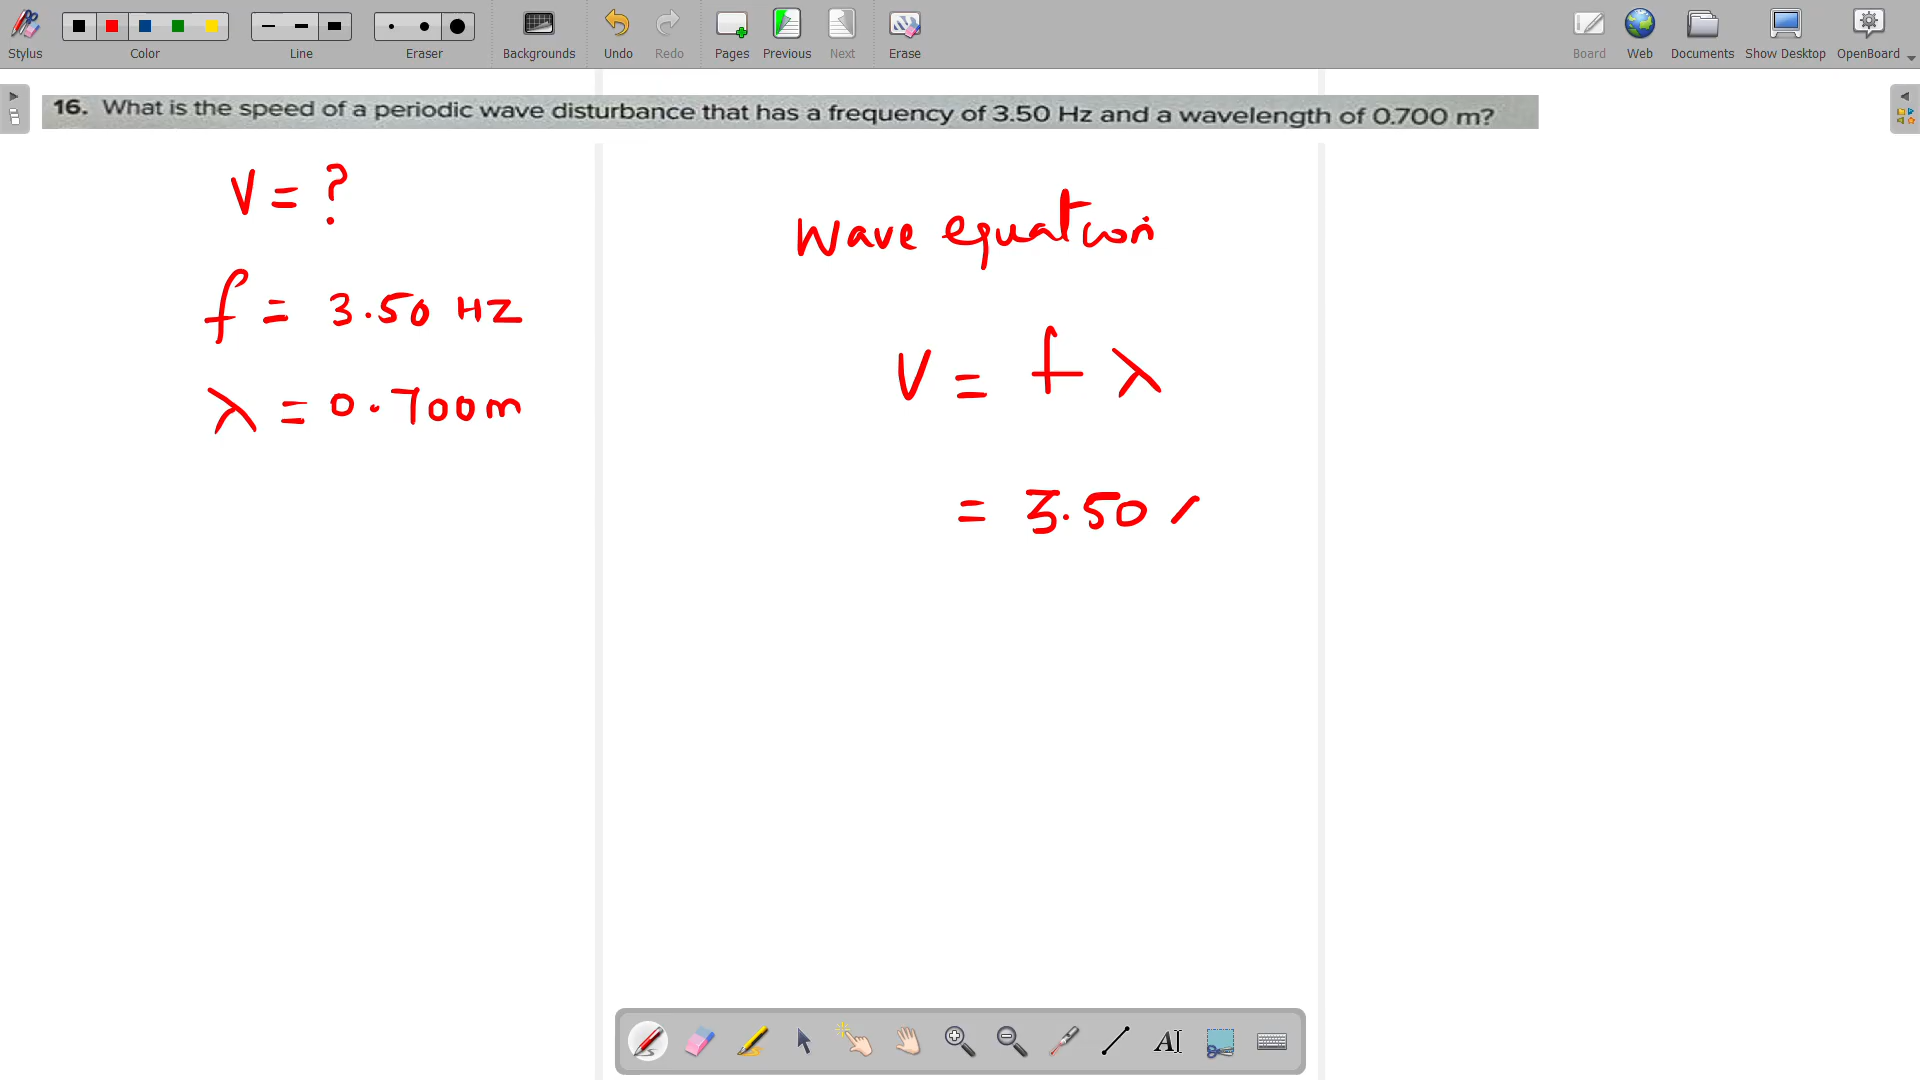 Stylus Color Line Eraser Backgrounds Undo Redo Pages Previous Next Erase Board Web Documents Show Desktop OpenBoard
16. What is the speed of a periodic wave disturbance that has a frequency of 3.50 Hz and a wavelength of 0.700 m?
V = ?
f = 3.50 HZ
λ = 0.700m
Wave equation
V = f λ
= 3.50 /
AI